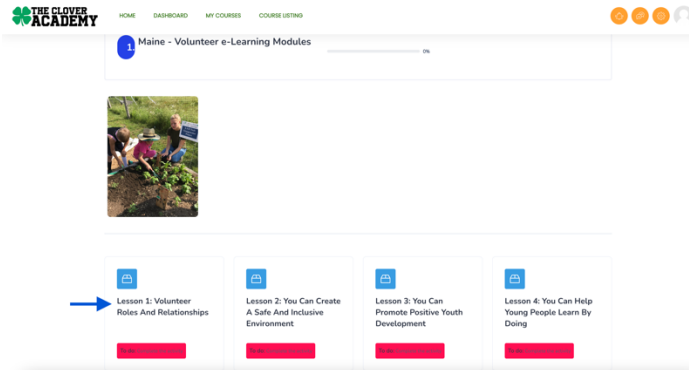 THE CLOVER
ACADEMY
HOME DASHBOARD MY COURSES COURSE LISTING
1. Maine - Volunteer e-Learning Modules
0%
Lesson 1: Volunteer
Roles And Relationships
To do:
Lesson 2: You Can Create
A Safe And Inclusive
Environment
To do:
Lesson 3: You Can
Promote Positive Youth
Development
To do:
Lesson 4: You Can Help
Young People Learn By
Doing
To do: